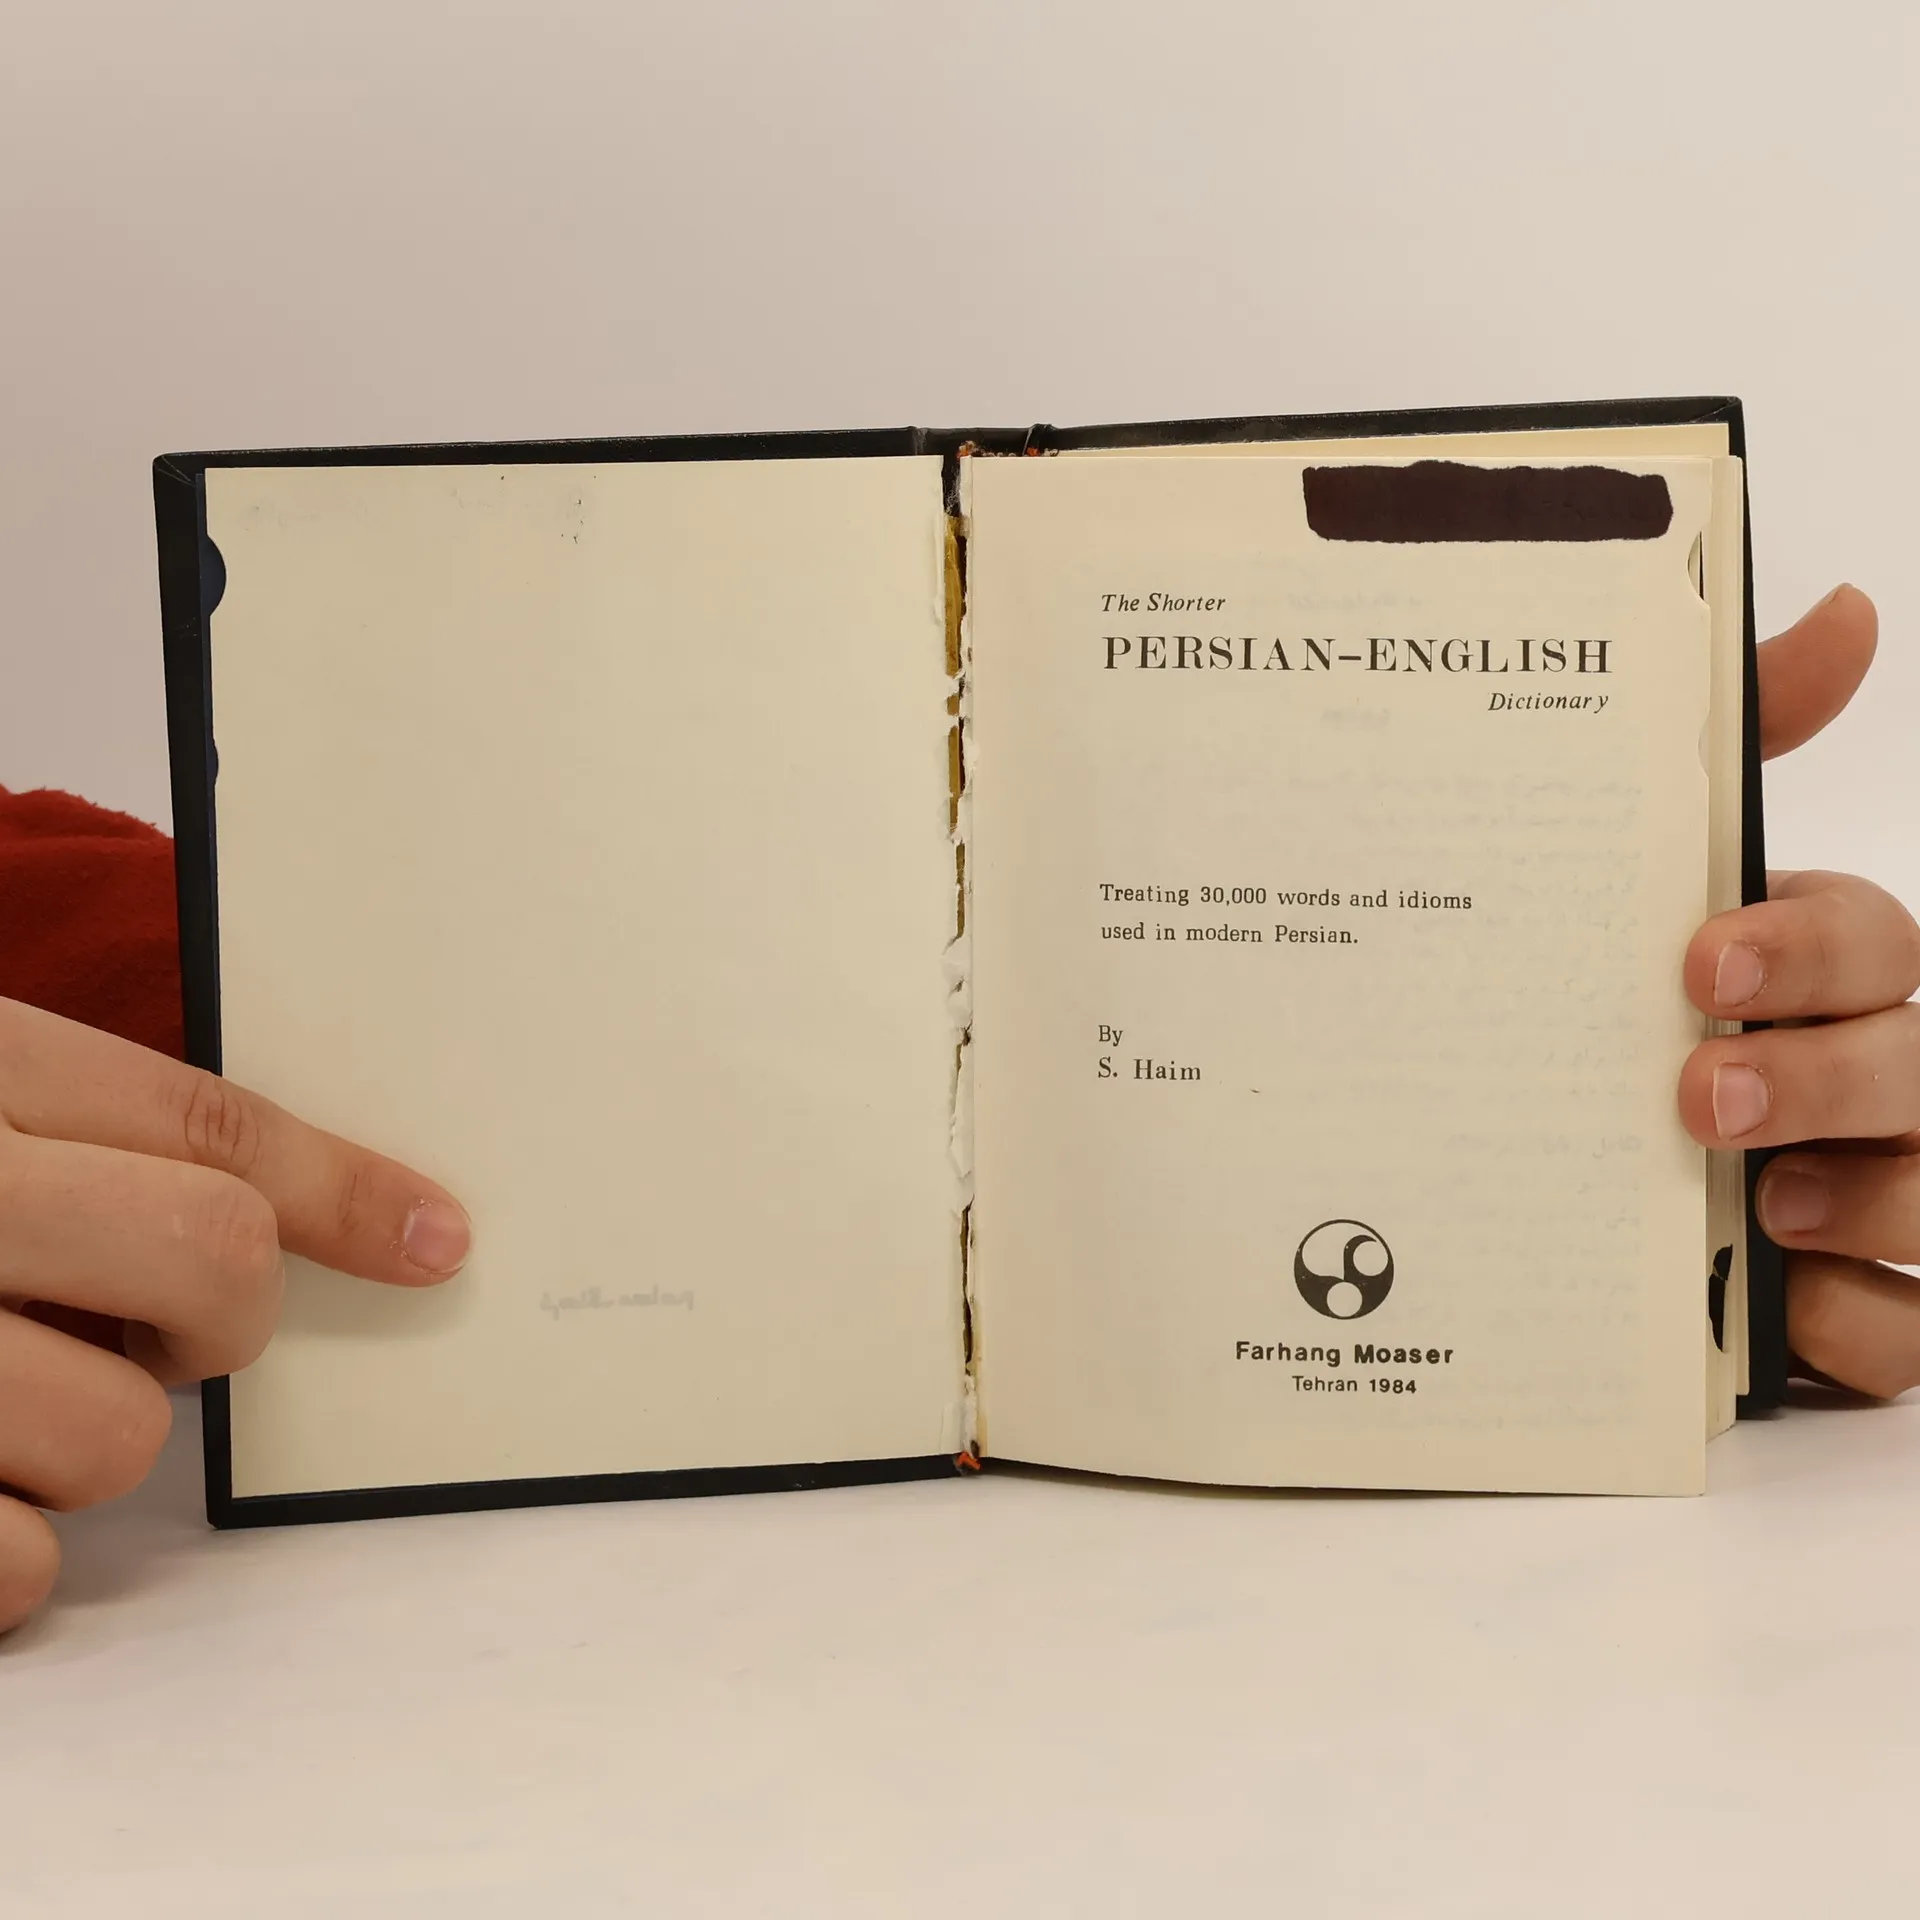 The Shorter
PERSIAN–ENGLISH
Dictionary
Treating 30,000 words and idioms
used in modern Persian.
By
S. Haim
Farhang Moaser
Tehran 1984